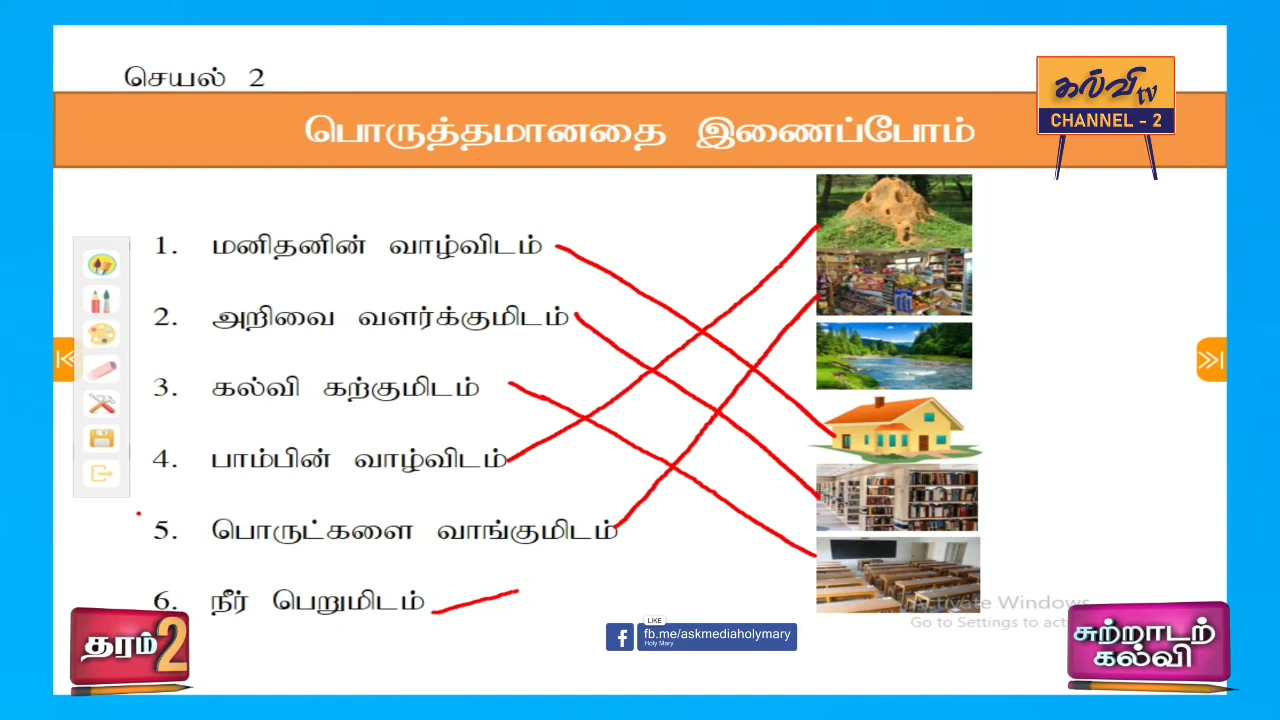 செயல் 2
கல்வி tv
CHANNEL - 2
பொருத்தமானதை இணைப்போம்
1. மனிதனின் வாழ்விடம்
2. அறிவை வளர்க்குமிடம்
3. கல்வி கற்குமிடம்
4. பாம்பின் வாழ்விடம்
5. பொருட்களை வாங்குமிடம்
6. நீர் பெறுமிடம்
தரம் 2
LIKE
fb.me/askmediaholymary
Holy Mary
Activate Windows
Go to Settings to acti
சுற்றாடற்
கல்வி